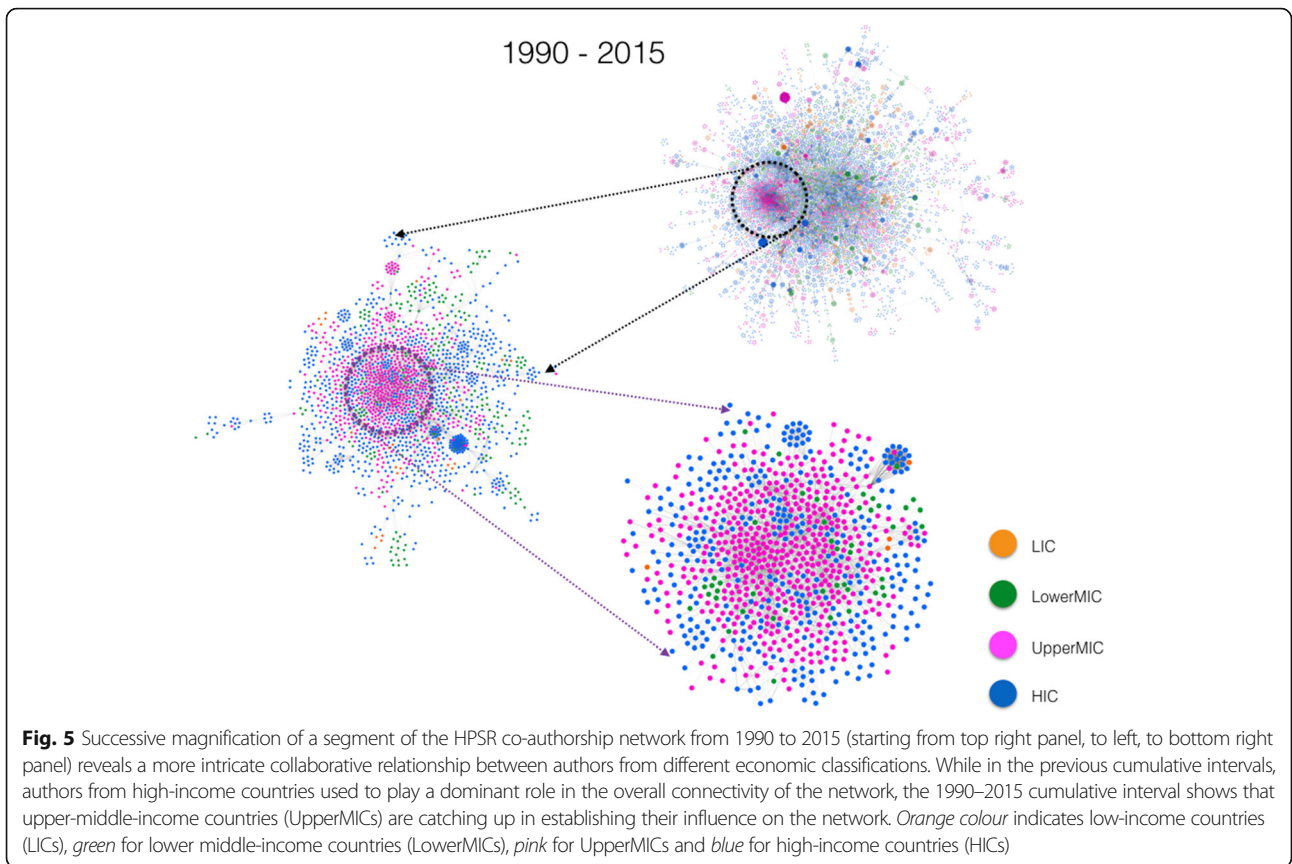 1990 - 2015
LIC
LowerMIC
UpperMIC
HIC
Fig. 5 Successive magnification of a segment of the HPSR co-authorship network from 1990 to 2015 (starting from top right panel, to left, to bottom right
panel) reveals a more intricate collaborative relationship between authors from different economic classifications. While in the previous cumulative intervals,
authors from high-income countries used to play a dominant role in the overall connectivity of the network, the 1990–2015 cumulative interval shows that
upper-middle-income countries (UpperMICs) are catching up in establishing their influence on the network. Orange colour indicates low-income countries
(LICs), green for lower middle-income countries (LowerMICs), pink for UpperMICs and blue for high-income countries (HICs)